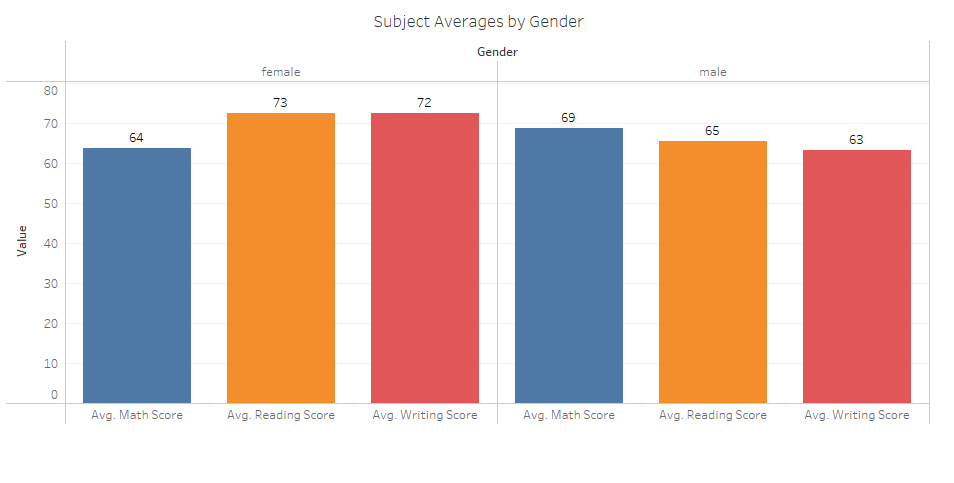 Subject Averages by Gender
Gender
female male
80
70
60
50
40
30
20
10
0
Value
64 73 72 69 65 63
Avg. Math Score Avg. Reading Score Avg. Writing Score Avg. Math Score Avg. Reading Score Avg. Writing Score